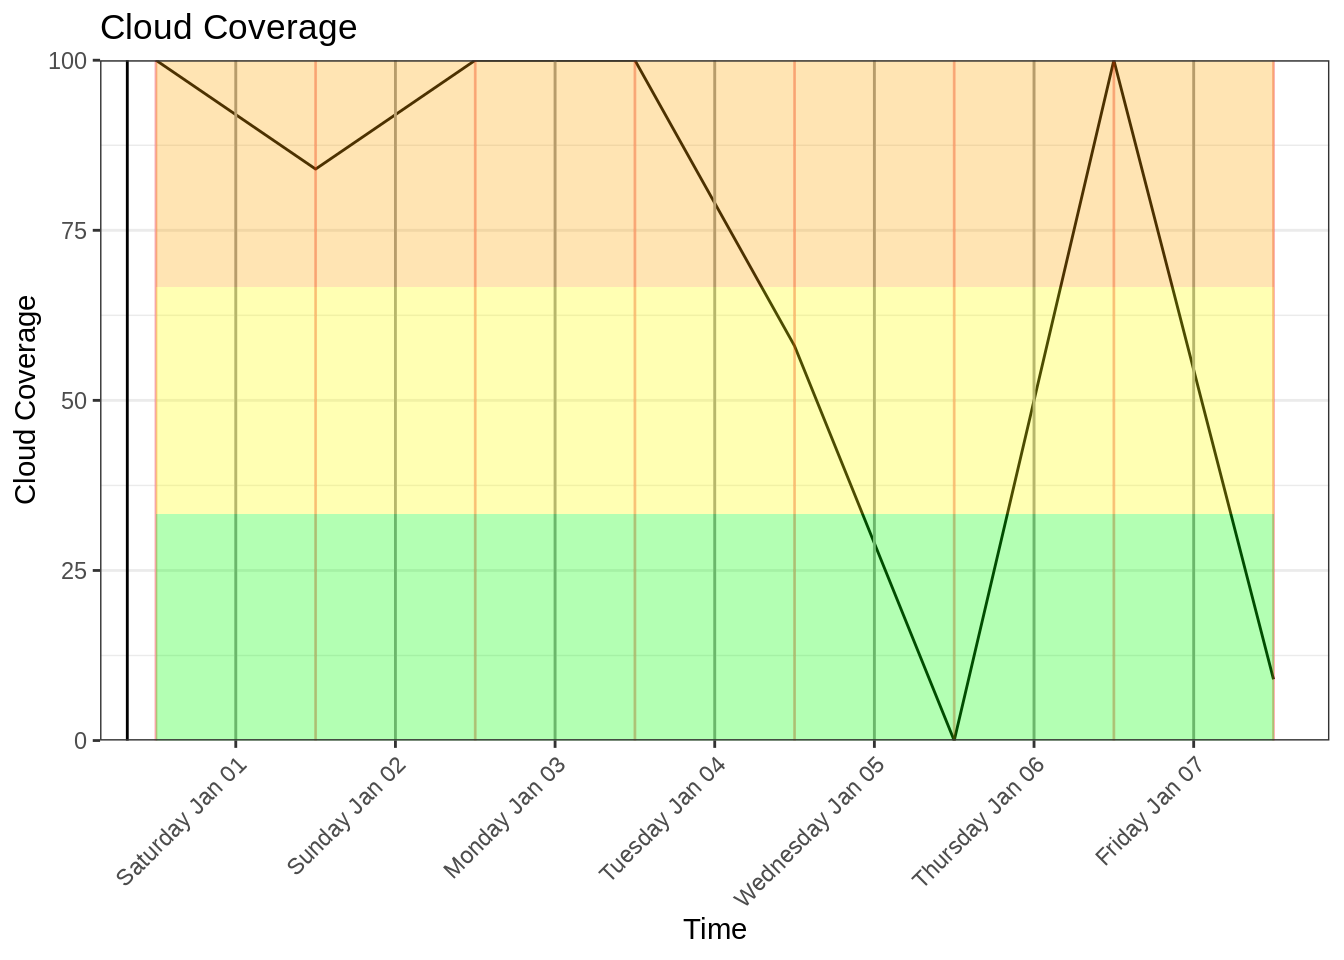 Cloud Coverage
Cloud Coverage
100
75
50
25
0
Saturday Jan 01
Sunday Jan 02
Monday Jan 03
Tuesday Jan 04
Wednesday Jan 05
Thursday Jan 06
Friday Jan 07
Time